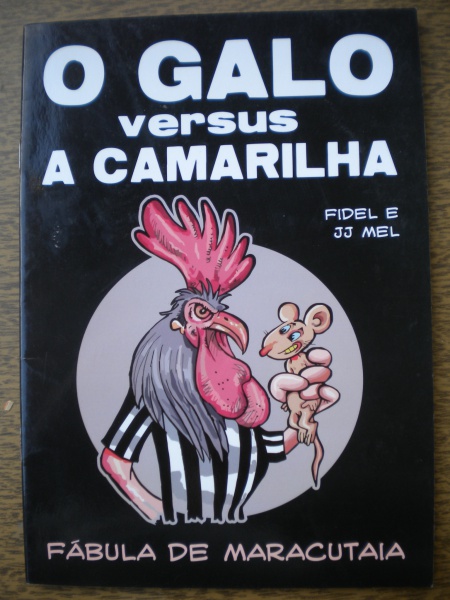 O GALO
versus
A CAMARILHA
FIDEL E
JJ MEL
FÁBULA DE MARACUTAIA